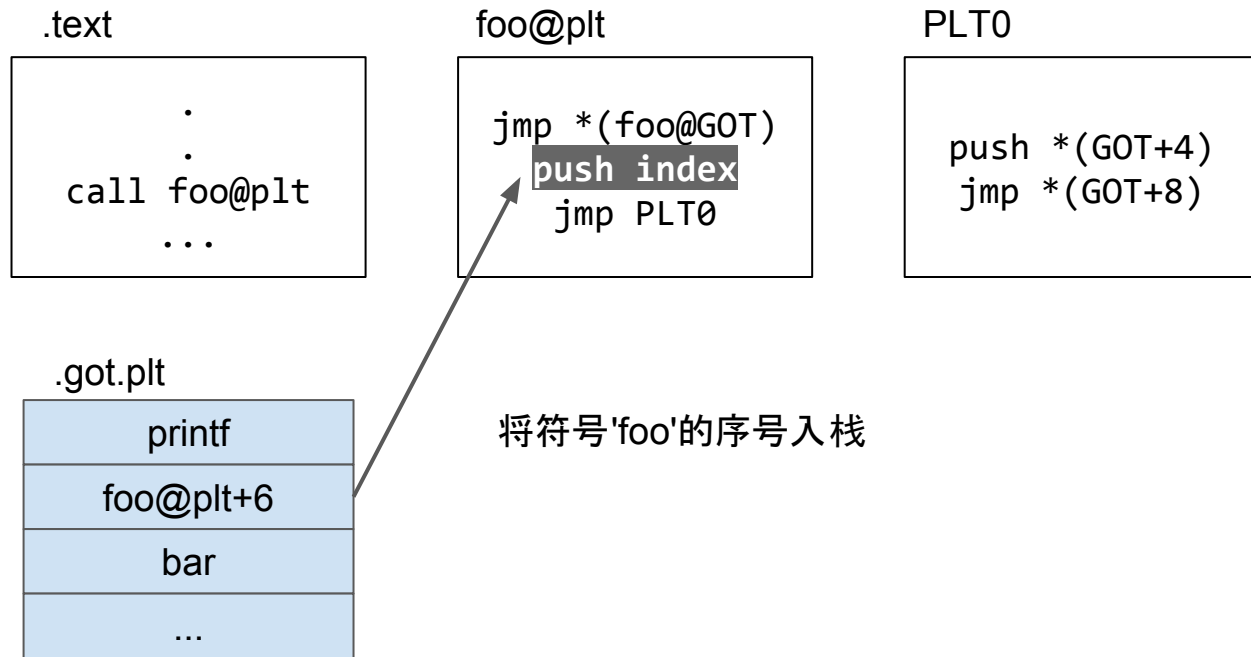 .text
.
.
call foo@plt
...
foo@plt
jmp *(foo@GOT)
push index
jmp PLT0
PLT0
push *(GOT+4)
jmp *(GOT+8)
.got.plt
printf
foo@plt+6
bar
...
将符号'foo'的序号入栈